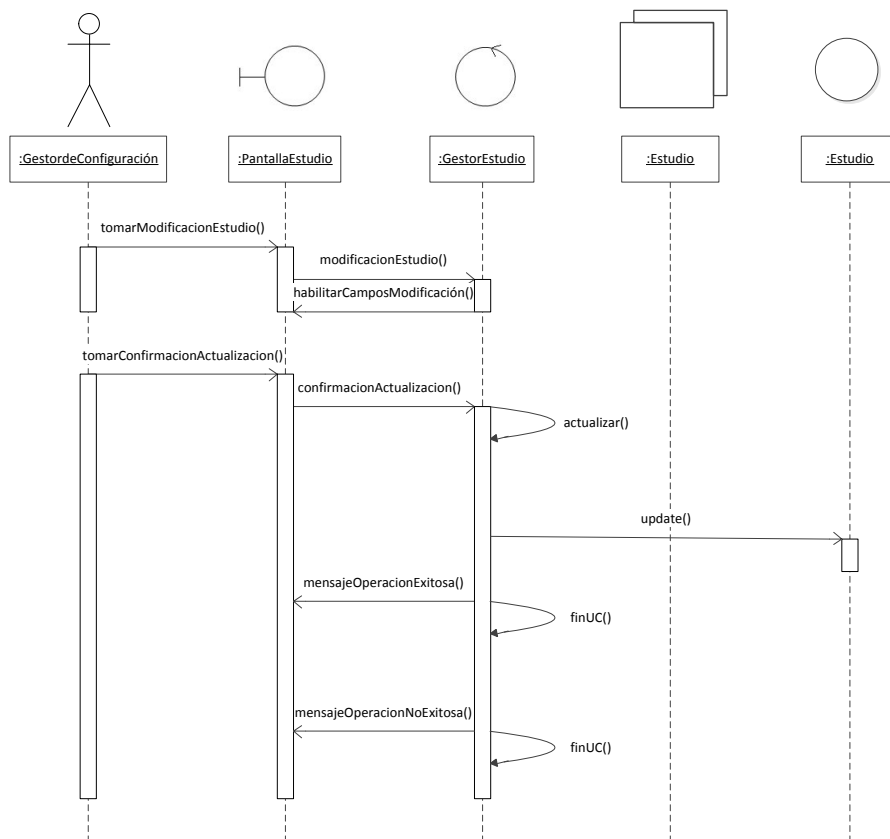 :GestordeConfiguración
:PantallaEstudio
:GestorEstudio
:Estudio
:Estudio
tomarModificacionEstudio()
modificacionEstudio()
habilitarCamposModificación()
tomarConfirmacionActualizacion()
confirmacionActualizacion()
actualizar()
update()
mensajeOperacionExitosa()
finUC()
mensajeOperacionNoExitosa()
finUC()